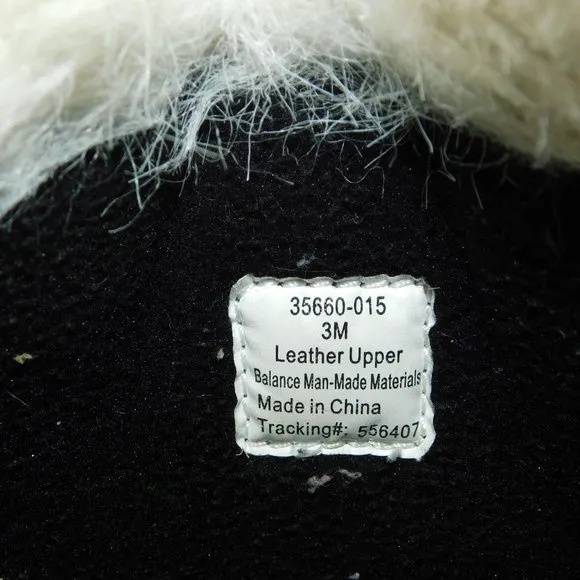 35660-015
3M
Leather Upper
Balance Man-Made Materials
Made in China
Tracking#: 556407